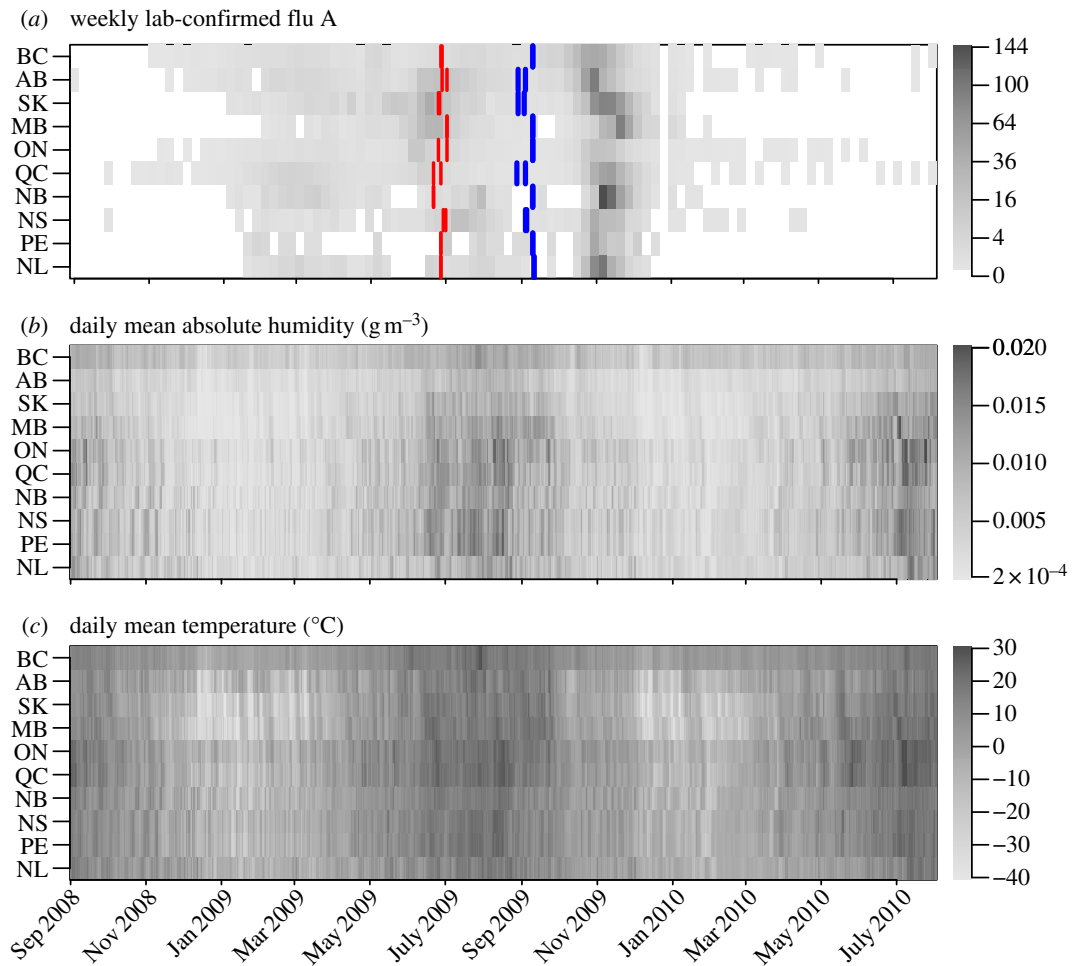 (a) weekly lab-confirmed flu A
BC
AB
SK
MB
ON
QC
NB
NS
PE
NL
144
100
64
36
16
4
0
(b) daily mean absolute humidity (g m−3)
BC
AB
SK
MB
ON
QC
NB
NS
PE
NL
0.020
0.015
0.010
0.005
2 × 10−4
(c) daily mean temperature (°C)
BC
AB
SK
MB
ON
QC
NB
NS
PE
NL
30
20
10
0
−10
−20
−30
−40
Sep 2008
Nov 2008
Jan 2009
Mar 2009
May 2009
July 2009
Sep 2009
Nov 2009
Jan 2010
Mar 2010
May 2010
July 2010